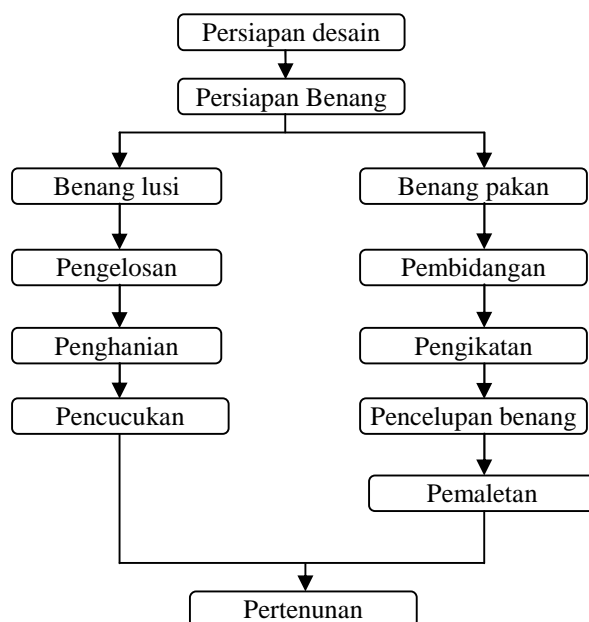 Persiapan desain
Persiapan Benang
Benang lusi
Benang pakan
Pengelosan
Pembidangan
Penghanian
Pengikatan
Pencucukan
Pencelupan benang
Pemaletan
Pertenunan